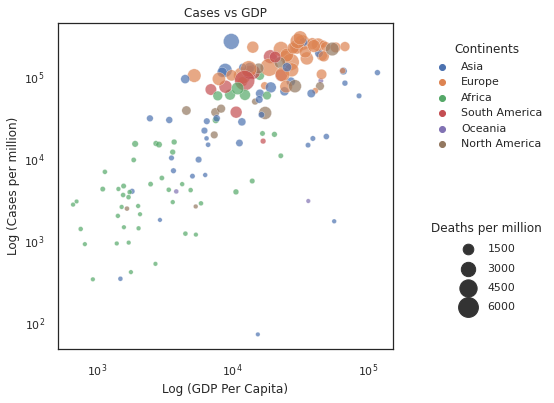 Cases vs GDP
Log (Cases per million)
10^5
10^4
10^3
10^2
10^3
10^4
10^5
Log (GDP Per Capita)
Continents
Asia
Europe
Africa
South America
Oceania
North America
Deaths per million
1500
3000
4500
6000